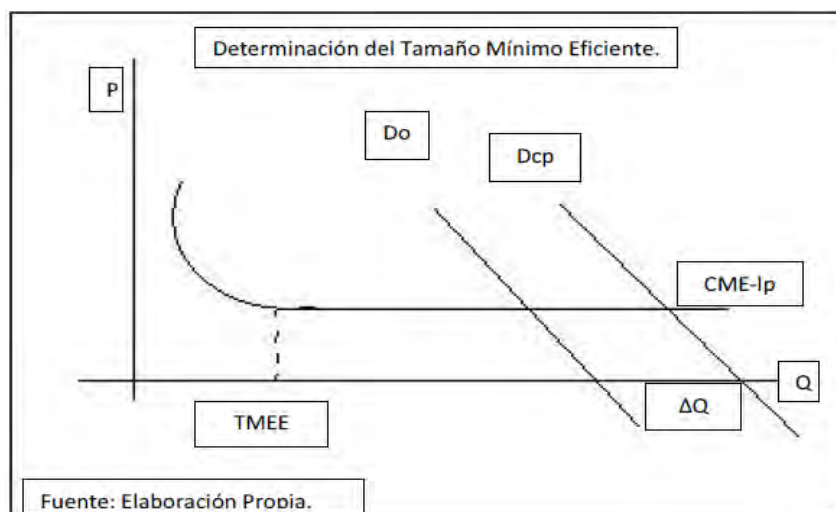 Determinación del Tamaño Mínimo Eficiente.
P
Do
Dcp
CME-lp
Q
TMEE
ΔQ
Fuente: Elaboración Propia.